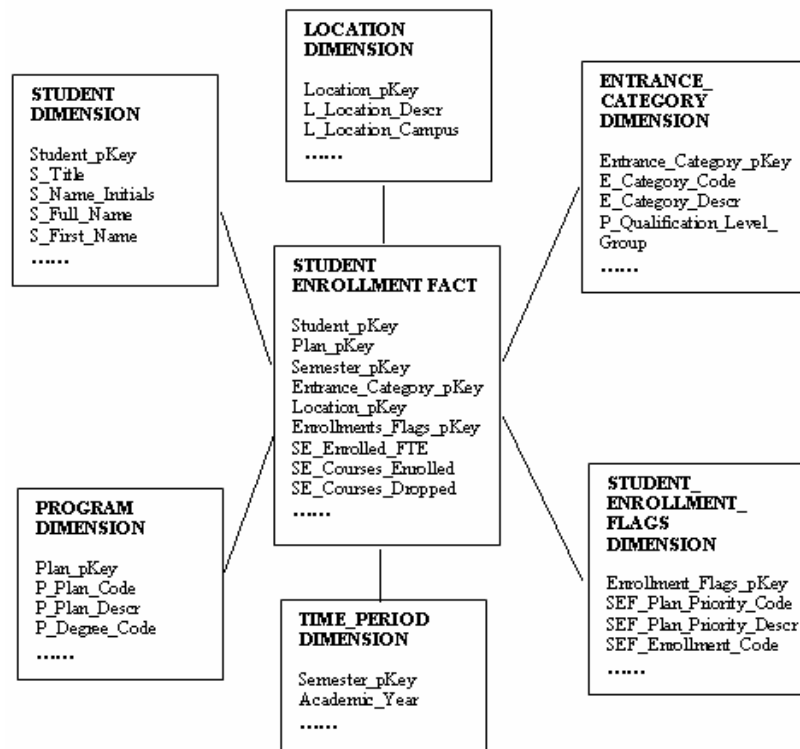 LOCATION
DIMENSION
Location_pKey
L_Location_Descr
L_Location_Campus
......
STUDENT
DIMENSION
Student_pKey
S_Title
S_Name_Initials
S_Full_Name
S_First_Name
......
ENTRANCE_
CATEGORY
DIMENSION
Entrance_Category_pKey
E_Category_Code
E_Category_Descr
P_Qualification_Level_
Group
......
STUDENT
ENROLLMENT FACT
Student_pKey
Plan_pKey
Semester_pKey
Entrance_Category_pKey
Location_pKey
Enrollments_Flags_pKey
SE_Enrolled_FTE
SE_Courses_Enrolled
SE_Courses_Dropped
......
PROGRAM
DIMENSION
Plan_pKey
P_Plan_Code
P_Plan_Descr
P_Degree_Code
......
TIME_PERIOD
DIMENSION
Semester_pKey
Academic_Year
......
STUDENT_
ENROLLMENT_
FLAGS
DIMENSION
Enrollment_Flags_pKey
SEF_Plan_Priority_Code
SEF_Plan_Priority_Descr
SEF_Enrollment_Code
......